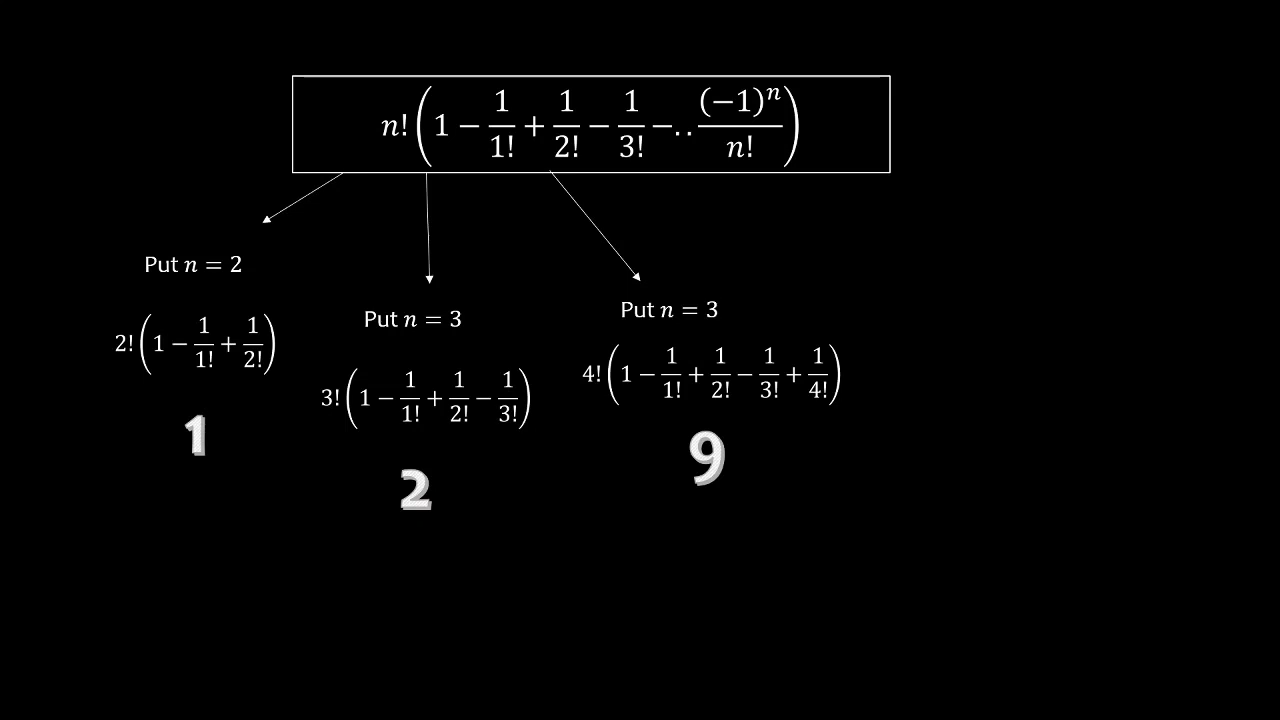 n!(1 − 1/1! + 1/2! − 1/3! −.. (−1)^n/n!)
Put n = 2
2!(1 − 1/1! + 1/2!)
1
Put n = 3
3!(1 − 1/1! + 1/2! − 1/3!)
2
Put n = 3
4!(1 − 1/1! + 1/2! − 1/3! + 1/4!)
9